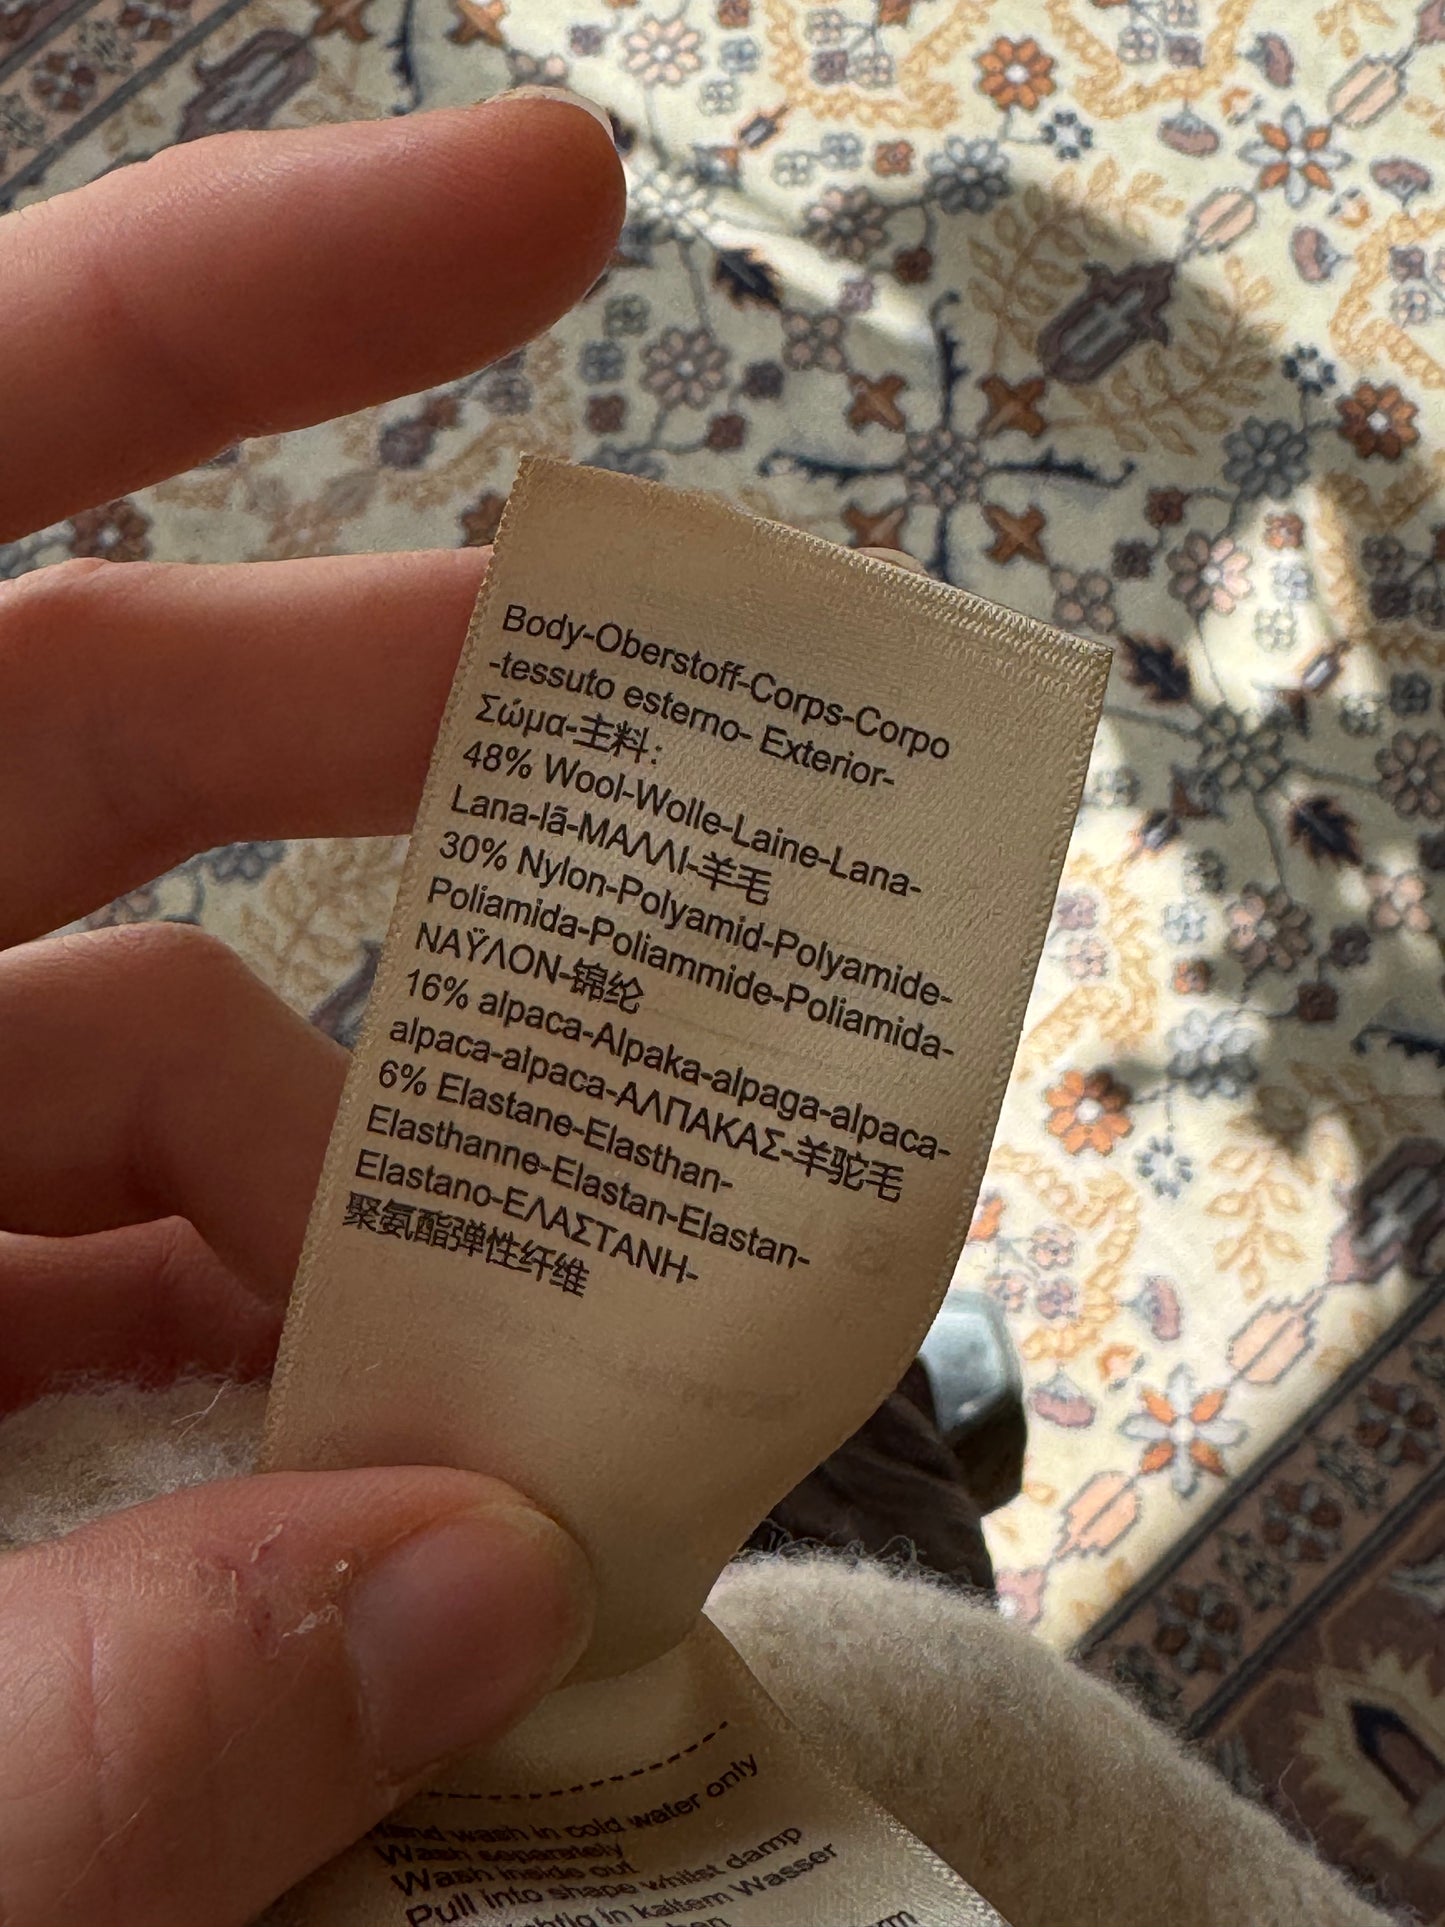 Body-Oberstoff-Corps-Corpo
-tessuto esterno- Exterior-
Σώμα-主料:
48% Wool-Wolle-Laine-Lana-
Lana-lã-ΜΑΛΛΙ-羊毛
30% Nylon-Polyamid-Polyamide-
Poliamida-Poliammide-Poliamida-
ΝΑΫΛΟΝ-锦纶
16% alpaca-Alpaka-alpaga-alpaca-
alpaca-alpaca-ΑΛΠΑΚΑΣ-羊驼毛
6% Elastane-Elasthan-
Elasthanne-Elastan-Elastan-
Elastano-ΕΛΑΣΤΑΝΗ-
聚氨酯弹性纤维
Hand wash in cold water only
Wash separately
Wash inside out
Pull into shape whilst damp
in kaltem Wasser